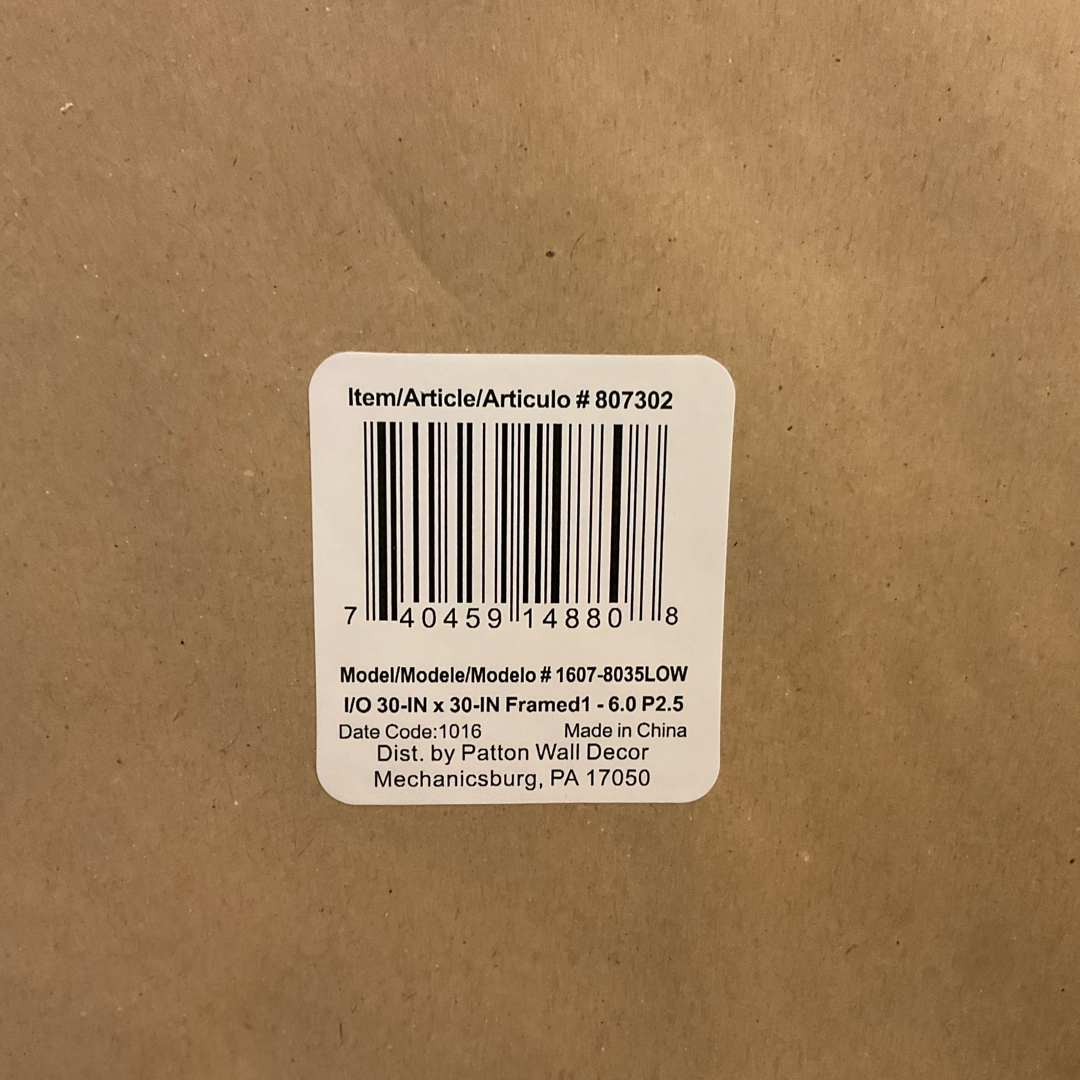 Item/Article/Articulo # 807302
7 40459 14880 8
Model/Modele/Modelo # 1607-8035LOW
I/O 30-IN x 30-IN Framed1 - 6.0 P2.5
Date Code:1016 Made in China
Dist. by Patton Wall Decor
Mechanicsburg, PA 17050